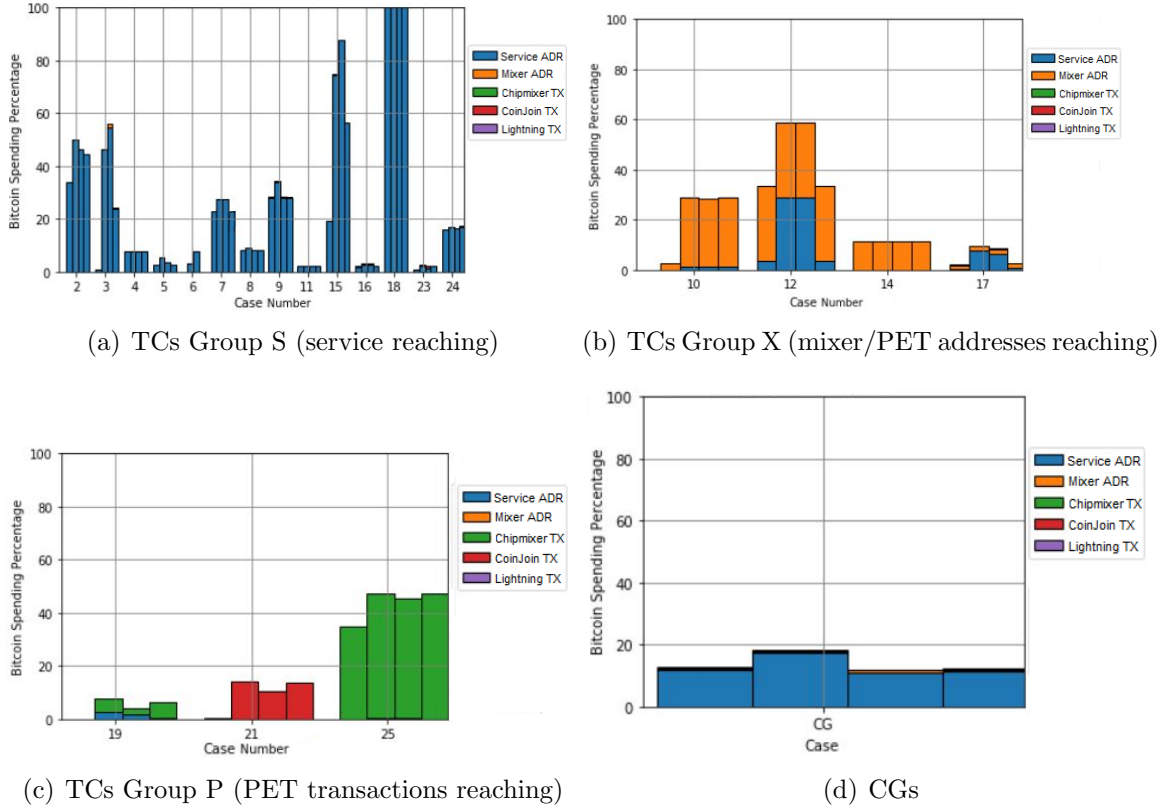 100
80
60
40
20
0
Bitcoin Spending Percentage
2 3 4 5 6 7 8 9 11 15 16 18 23 24
Case Number
Service ADR
Mixer ADR
Chipmixer TX
CoinJoin TX
Lightning TX
(a) TCs Group S (service reaching)
100
80
60
40
20
0
Bitcoin Spending Percentage
10 12 14 17
Case Number
Service ADR
Mixer ADR
Chipmixer TX
CoinJoin TX
Lightning TX
(b) TCs Group X (mixer/PET addresses reaching)
100
80
60
40
20
0
Bitcoin Spending Percentage
19 21 25
Case Number
Service ADR
Mixer ADR
Chipmixer TX
CoinJoin TX
Lightning TX
(c) TCs Group P (PET transactions reaching)
100
80
60
40
20
0
Bitcoin Spending Percentage
CG
Case
Service ADR
Mixer ADR
Chipmixer TX
CoinJoin TX
Lightning TX
(d) CGs